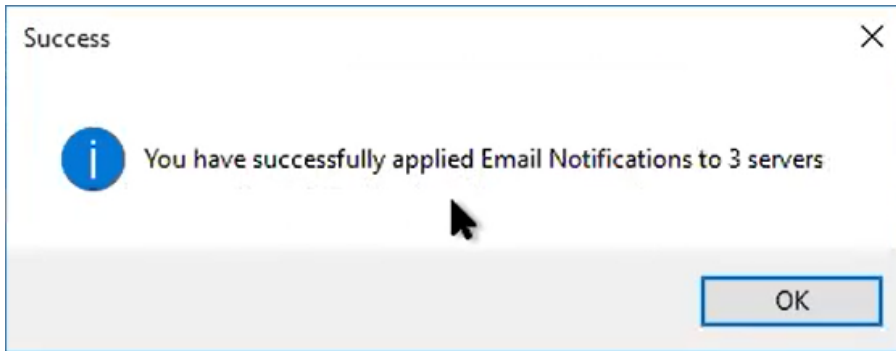 Success
You have successfully applied Email Notifications to 3 servers
OK